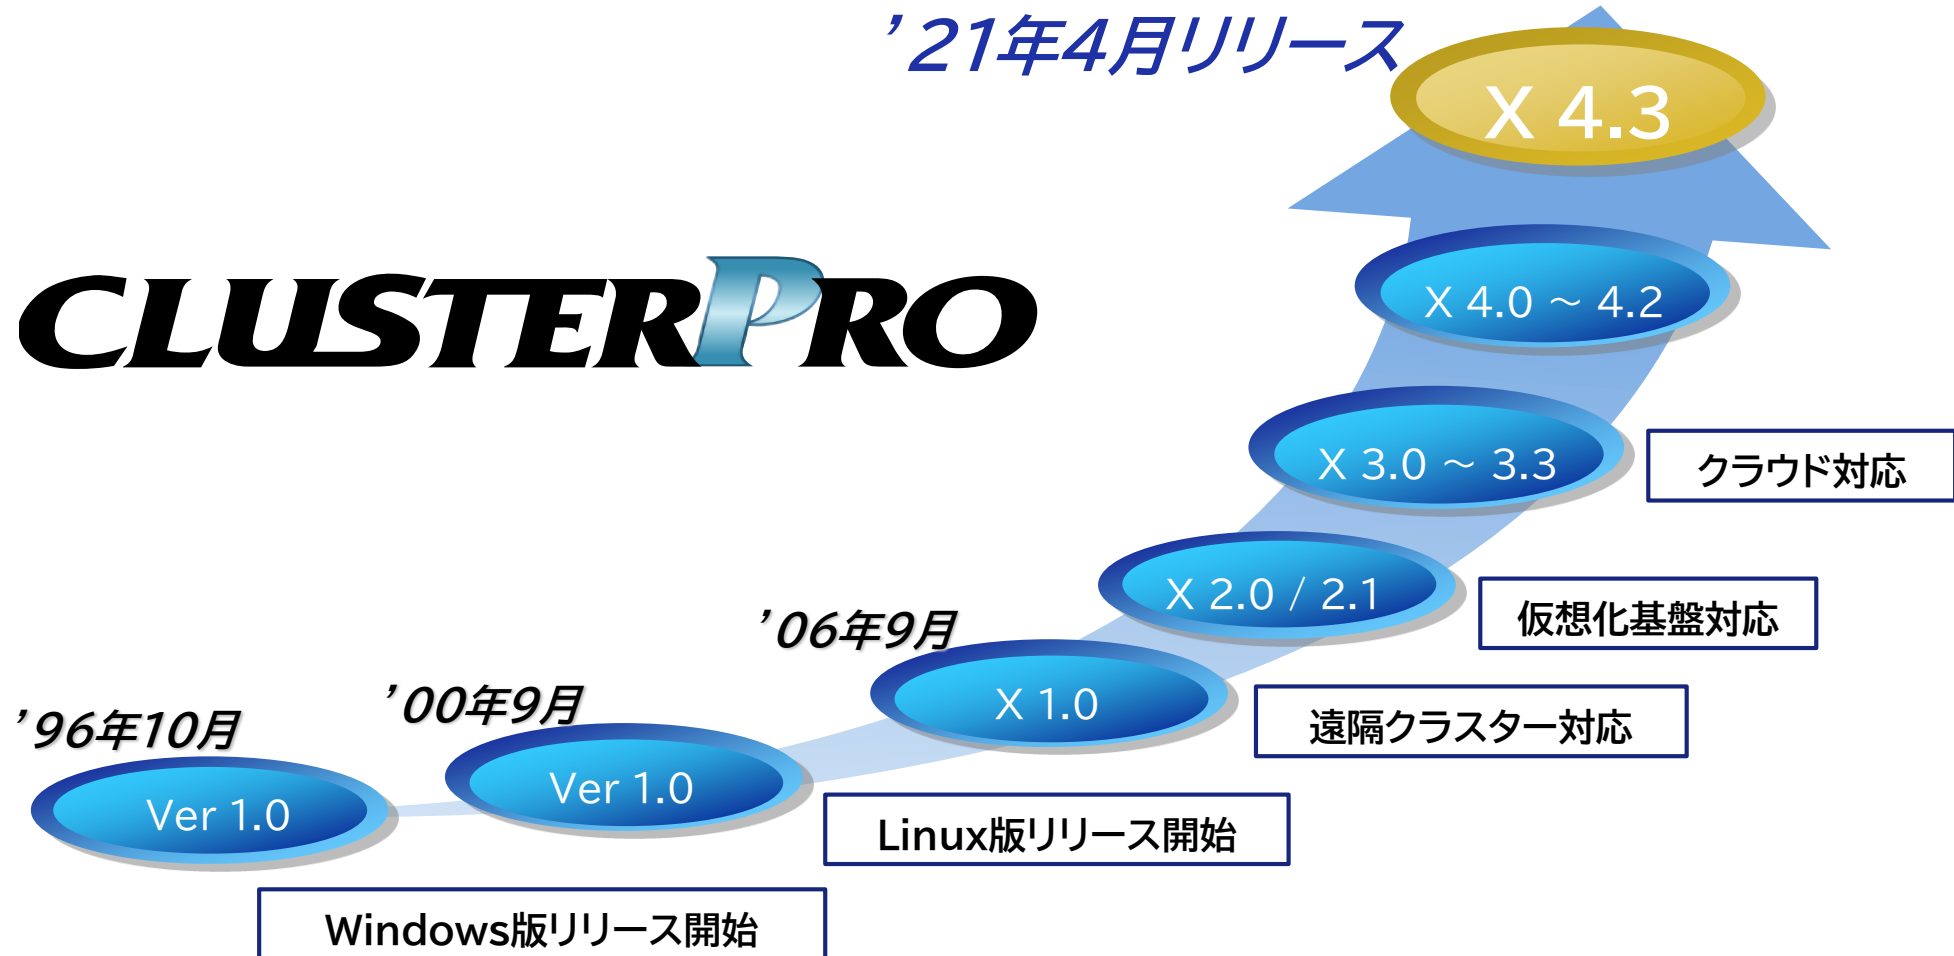 ’21年4月リリース
X 4.3
CLUSTERPRO
X 4.0 ～ 4.2
X 3.0 ～ 3.3
クラウド対応
X 2.0 / 2.1
仮想化基盤対応
’06年9月
X 1.0
遠隔クラスター対応
’00年9月
Ver 1.0
Linux版リリース開始
’96年10月
Ver 1.0
Windows版リリース開始